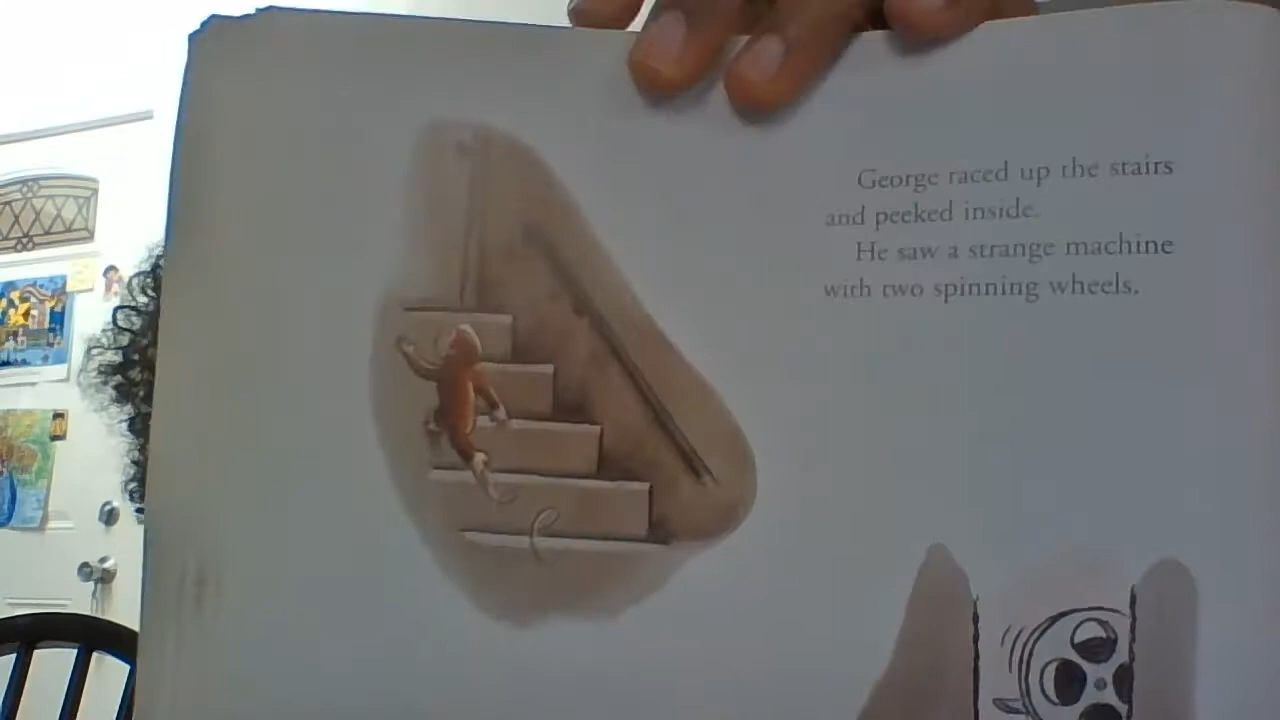 George raced up the stairs
and peeked inside.
He saw a strange machine
with two spinning wheels.